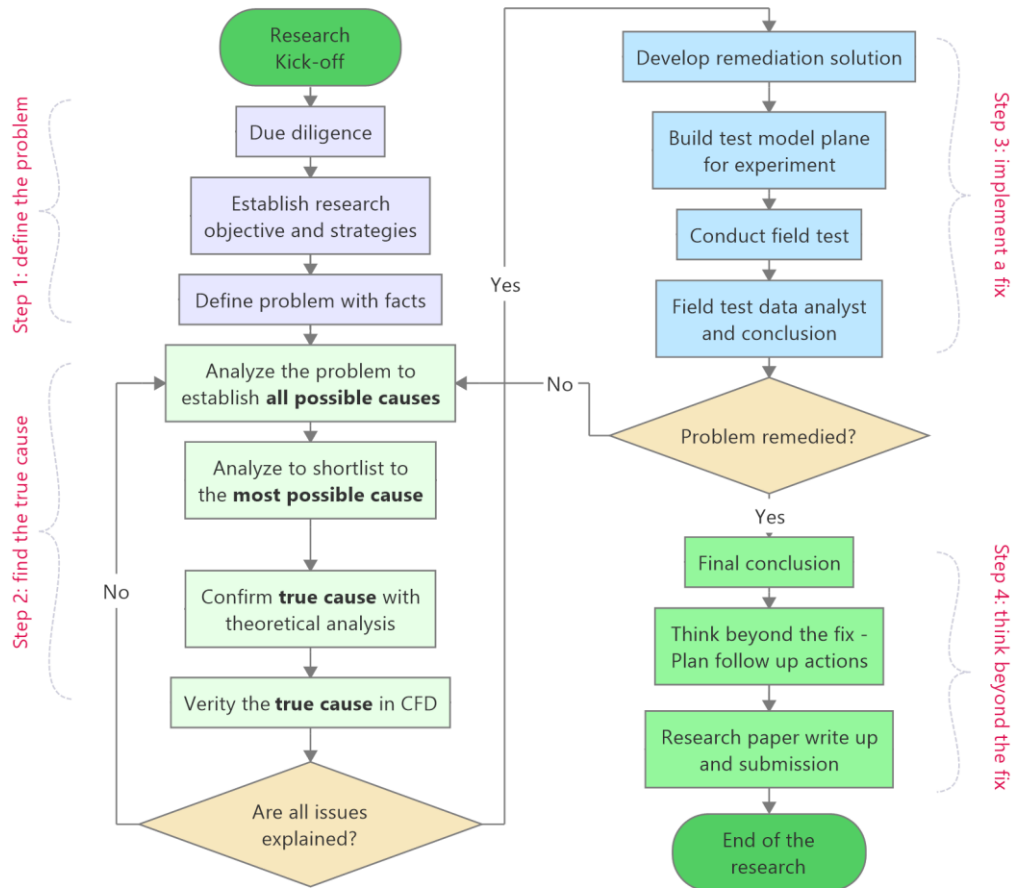 Research
Kick-off
Step 1: define the problem
Due diligence
Establish research
objective and strategies
Define problem with facts
Step 2: find the true cause
Analyze the problem to
establish all possible causes
Analyze to shortlist to
the most possible cause
Confirm true cause with
theoretical analysis
Verity the true cause in CFD
Are all issues
explained?
No
Yes
Develop remediation solution
Build test model plane
for experiment
Conduct field test
Field test data analyst
and conclusion
Step 3: implement a fix
Problem remedied?
No
Yes
Final conclusion
Think beyond the fix -
Plan follow up actions
Research paper write up
and submission
Step 4: think beyond the fix
End of the
research